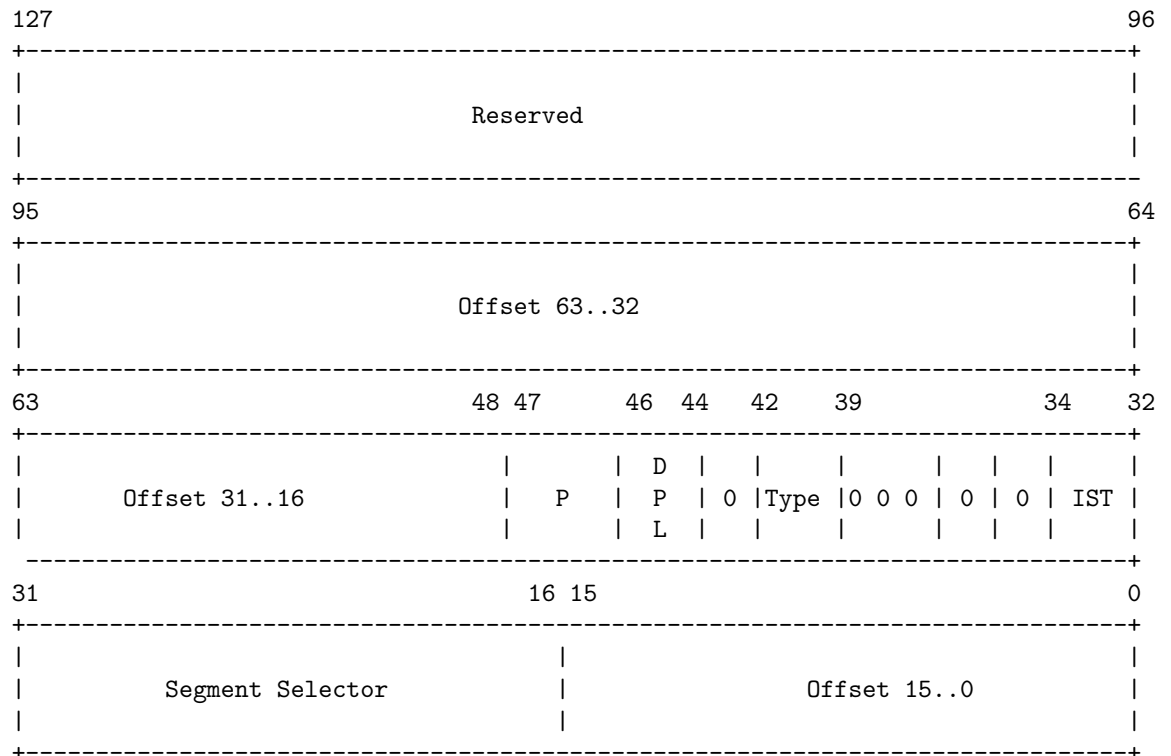 127                                                                             96
+-------------------------------------------------------------------------------+
|                                                                               |
|                                Reserved                                       |
|                                                                               |
+--------------------------------------------------------------------------------
95                                                                              64
+-------------------------------------------------------------------------------+
|                                                                               |
|                               Offset 63..32                                   |
|                                                                               |
+-------------------------------------------------------------------------------+
63                               48 47      46  44   42    39             34    32
+-------------------------------------------------------------------------------+
|                                  |       |  D  |   |     |      |   |   |     |
|       Offset 31..16              |   P   |  P  | 0 |Type |0 0 0 | 0 | 0 | IST |
|                                  |       |  L  |   |     |      |   |   |     |
 -------------------------------------------------------------------------------+
31                                   16 15                                      0
+-------------------------------------------------------------------------------+
|                                      |                                        |
|          Segment Selector            |                 Offset 15..0           |
|                                      |                                        |
+-------------------------------------------------------------------------------+